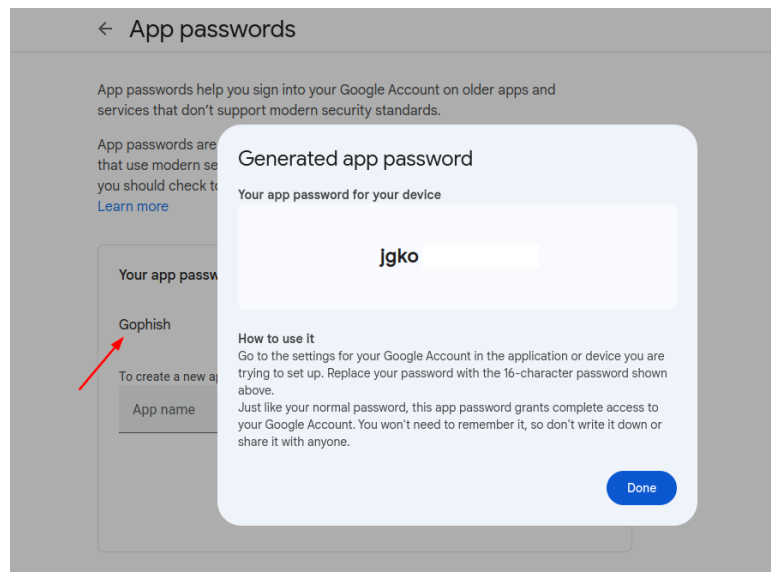 App passwords
App passwords help you sign into your Google Account on older apps and
services that don't support modern security standards.
App passwords are
that use modern se
you should check to
Learn more
Generated app password
Your app password for your device
jgko
Your app passw
Gophish
To create a new ap
App name
How to use it
Go to the settings for your Google Account in the application or device you are
trying to set up. Replace your password with the 16-character password shown
above.
Just like your normal password, this app password grants complete access to
your Google Account. You won't need to remember it, so don't write it down or
share it with anyone.
Done